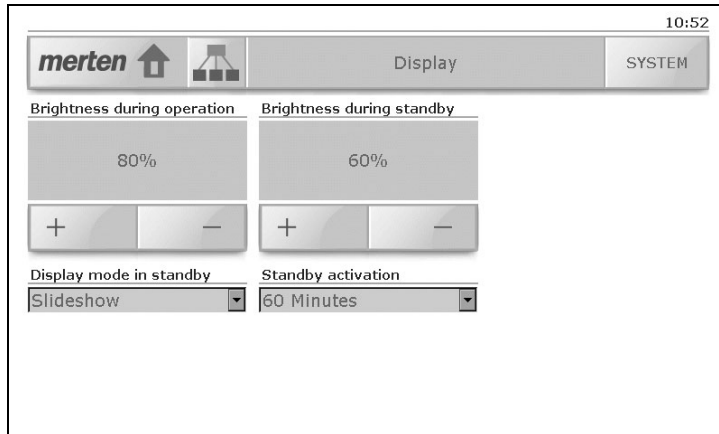 10:52
merten Display SYSTEM
Brightness during operation Brightness during standby
80% 60%
+ − + −
Display mode in standby Standby activation
Slideshow 60 Minutes